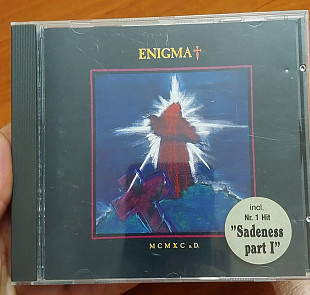 ENIGMA†
MCMXC a.D.
incl.
Nr. 1 Hit
"Sadeness
part I"